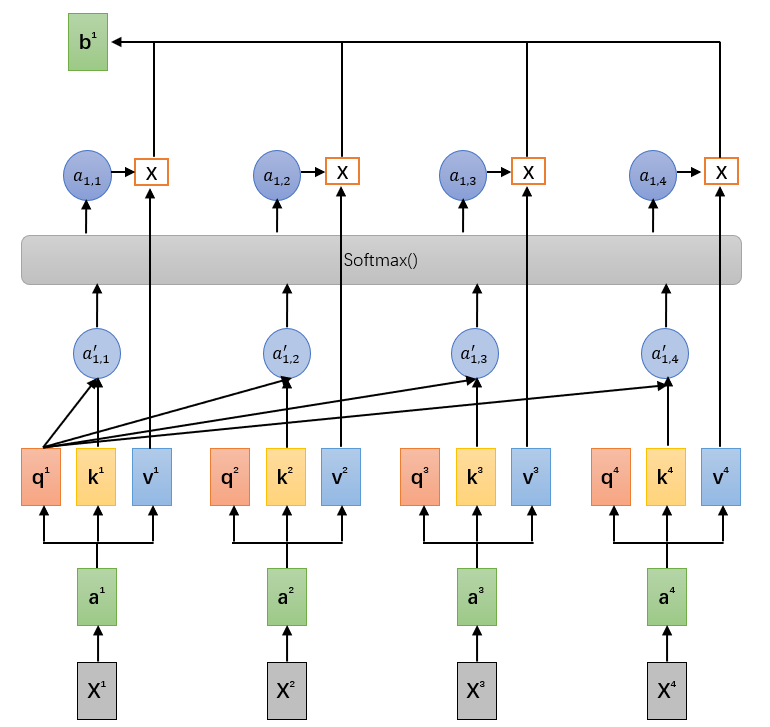 b¹
a₁,₁ x a₁,₂ x a₁,₃ x a₁,₄ x
Softmax()
a′₁,₁ a′₁,₂ a′₁,₃ a′₁,₄
q¹ k¹ v¹ q² k² v² q³ k³ v³ q⁴ k⁴ v⁴
a¹ a² a³ a⁴
X¹ X² X³ X⁴